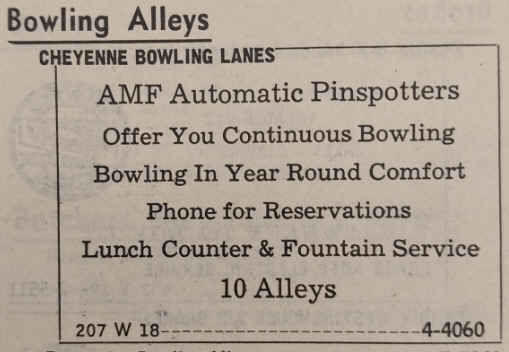 Bowling Alleys
CHEYENNE BOWLING LANES
AMF Automatic Pinspotters
Offer You Continuous Bowling
Bowling In Year Round Comfort
Phone for Reservations
Lunch Counter & Fountain Service
10 Alleys
207 W 18------------------------4-4060